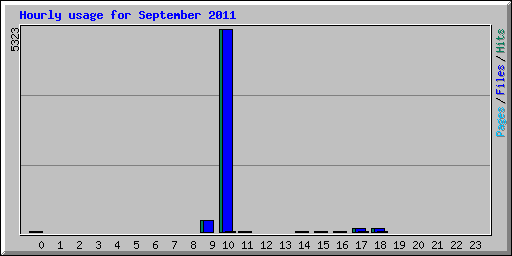 Hourly usage for September 2011
5323
Pages/Files/Hits
0 1 2 3 4 5 6 7 8 9 10 11 12 13 14 15 16 17 18 19 20 21 22 23